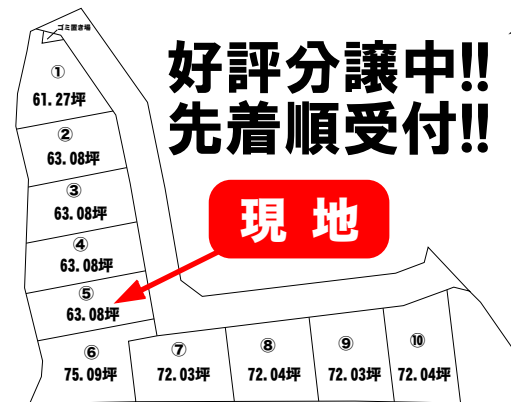 ゴミ置き場
好評分譲中!!
先着順受付!!
現地
①
61.27坪
②
63.08坪
③
63.08坪
④
63.08坪
⑤
63.08坪
⑥
75.09坪
⑦
72.03坪
⑧
72.04坪
⑨
72.03坪
⑩
72.04坪